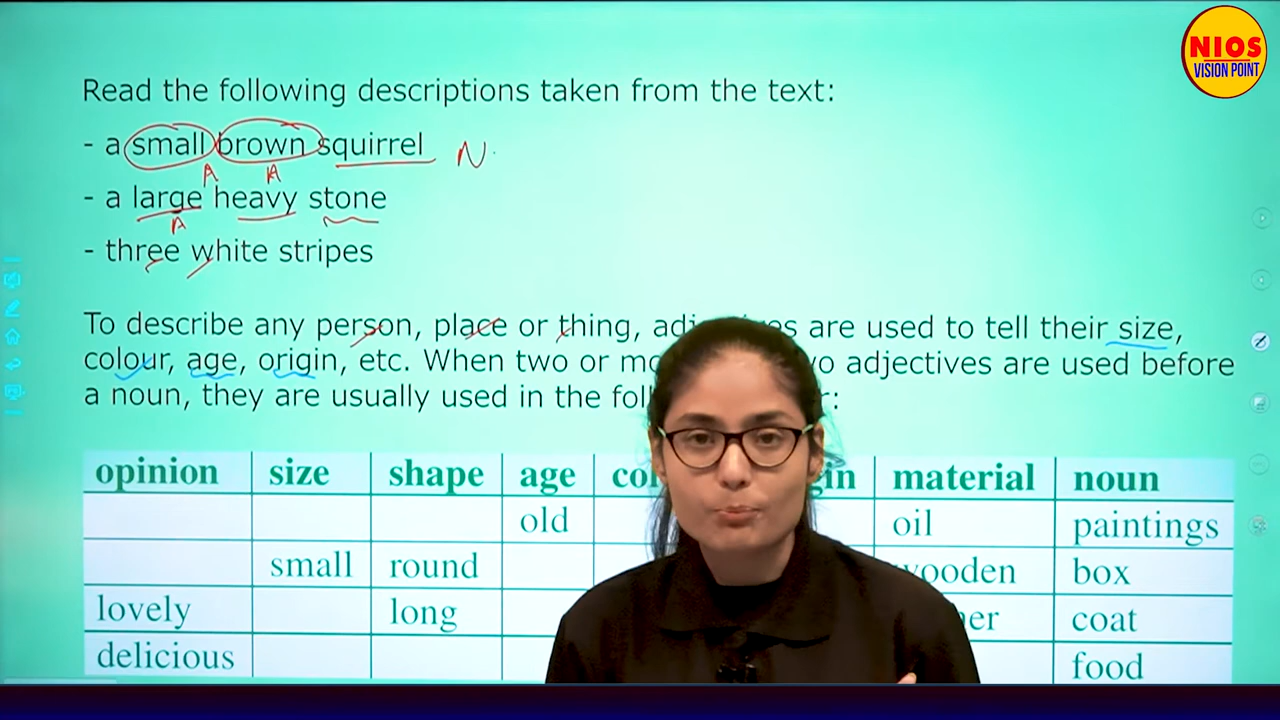 NIOS
VISION POINT
Read the following descriptions taken from the text:
- a small brown squirrel N
A A
- a large heavy stone
A
- three white stripes
To describe any person, place or thing, are used to tell their size,
colour, age, origin, etc. When two or adjectives are used before
a noun, they are usually used in the
opinion size shape age material noun
old oil paintings
small round wooden box
lovely long coat
delicious food